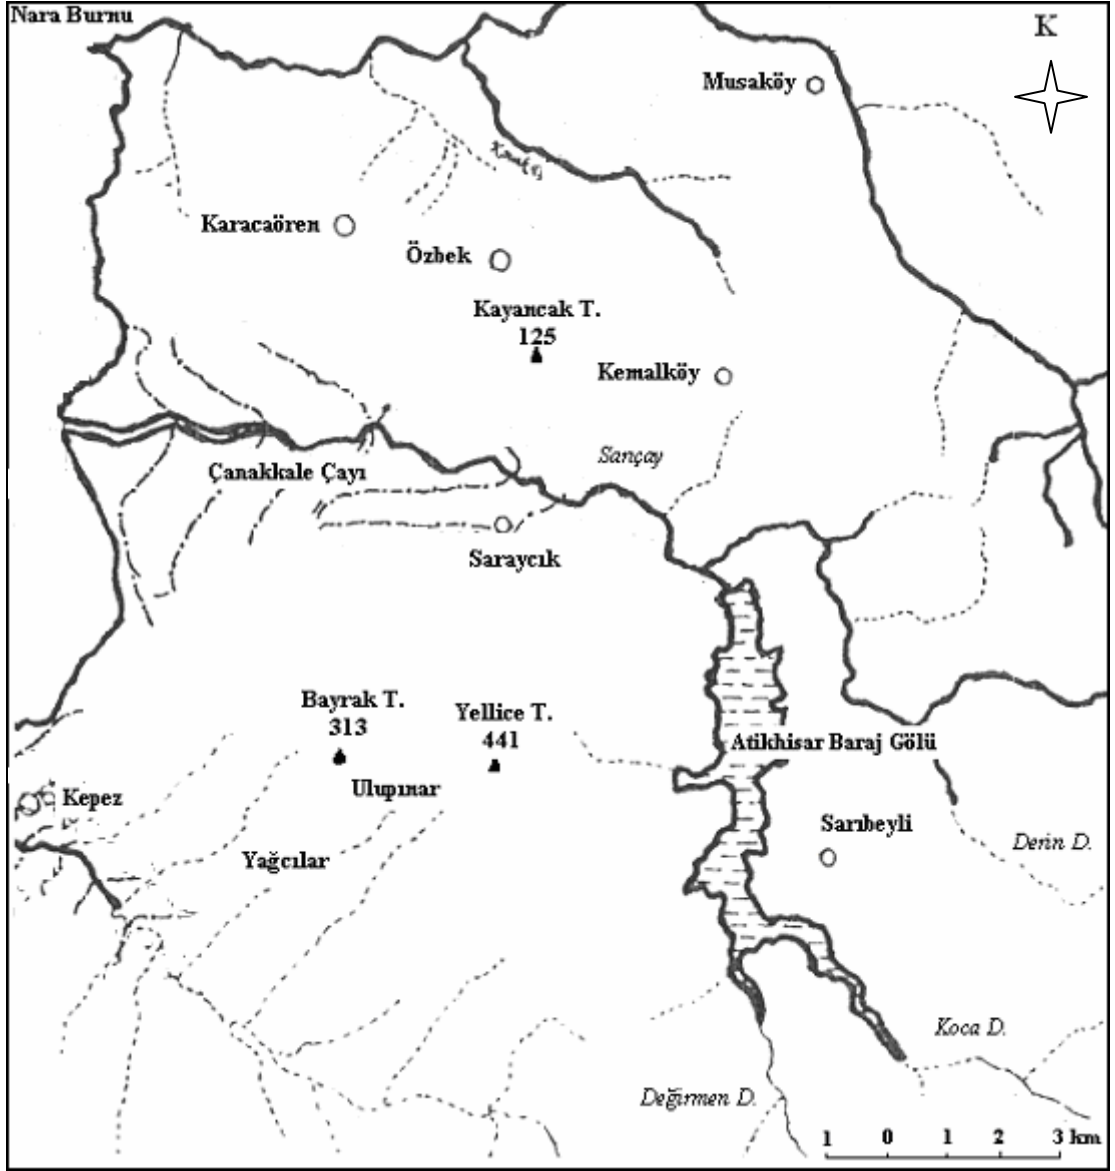 Nara Burnu
K
Musaköy
Karacaören
Özbek
Kayancak T.
125
Kemalköy
Sarıçay
Çanakkale Çayı
Saraycık
Bayrak T.
313
Yellice T.
441
Atikhisar Baraj Gölü
Ulupınar
Kepez
Sarıbeyli
Derin D.
Yağcılar
Koca D.
Değirmen D.
1 0 1 2 3 km